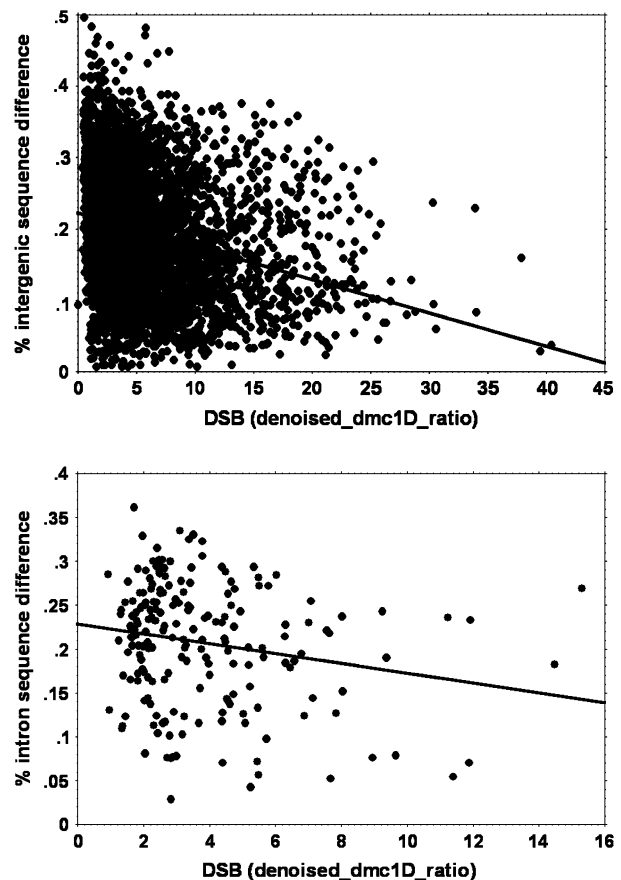 % intergenic sequence difference
.5
.4
.3
.2
.1
0
0 5 10 15 20 25 30 35 40 45
DSB (denoised_dmc1D_ratio)
% intron sequence difference
.4
.35
.3
.25
.2
.15
.1
.05
0
0 2 4 6 8 10 12 14 16
DSB (denoised_dmc1D_ratio)